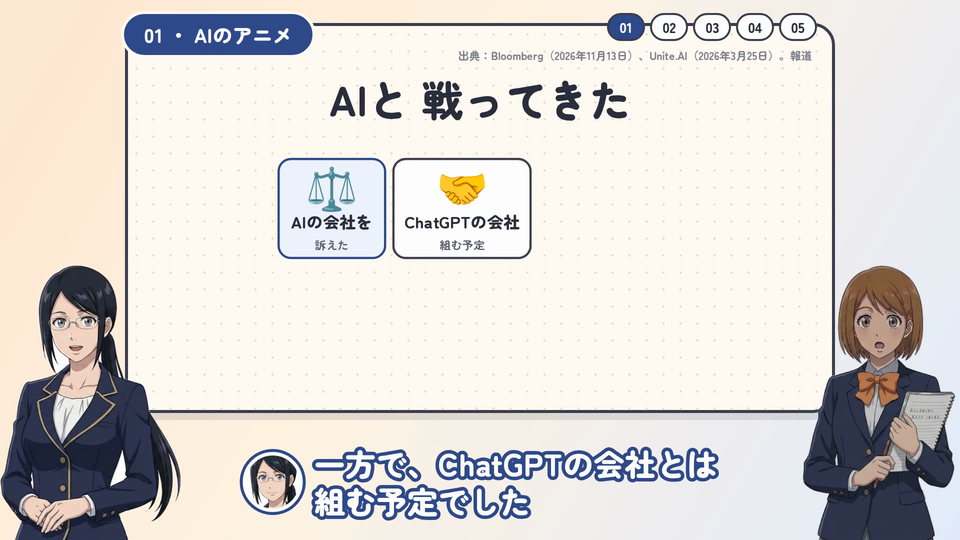 01 ・ AIのアニメ
01 02 03 04 05
出典：Bloomberg（2026年11月13日）、Unite.AI（2026年3月25日）。報道
AIと 戦ってきた
AIの会社を
訴えた
ChatGPTの会社
組む予定
一方で、ChatGPTの会社とは
組む予定でした